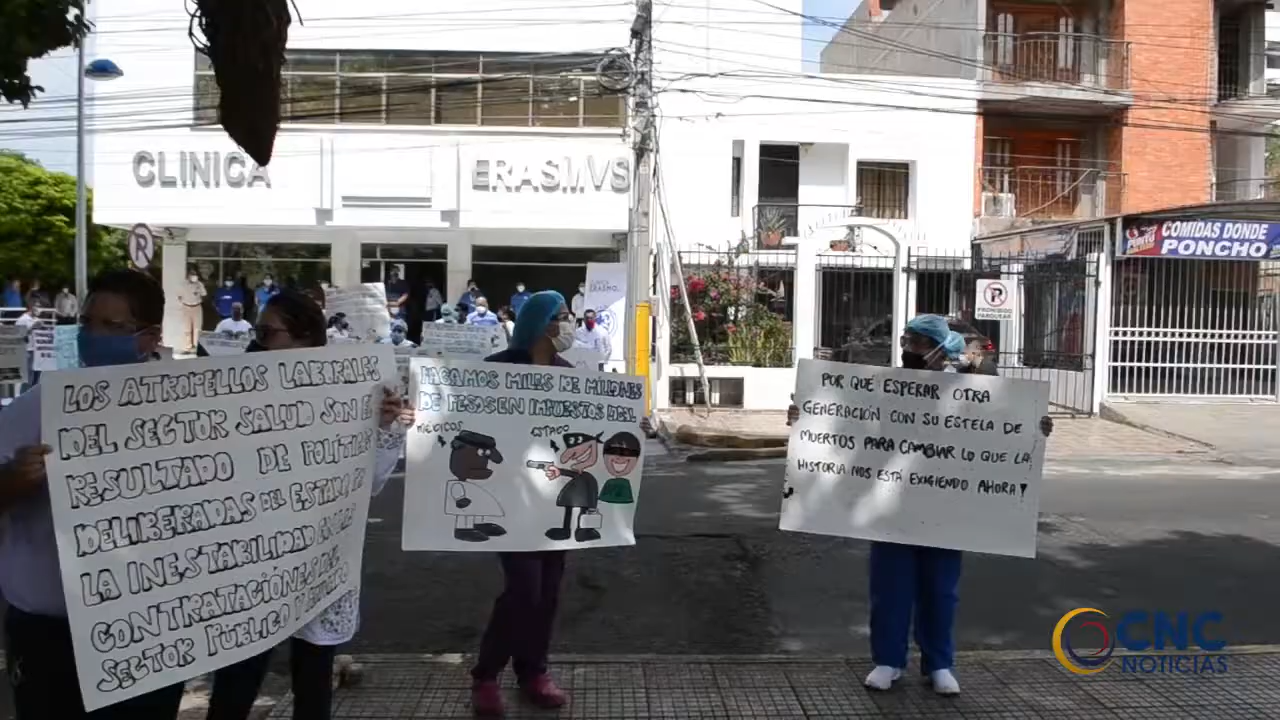 CLINICA ERASMVS
COMIDAS DONDE
PONCHO
PUNTO
R
PROHIBIDO
PARQUEAR
LOS ATROPELLOS LABORALES
DEL SECTOR SALUD SON EL
RESULTADO DE POLÍTICAS
DELIBERADAS DEL ESTADO
LA INESTABILIDAD
CONTRATACIONES DEL
SECTOR PÚBLICO Y
PAGAMOS MILES DE MILLONES
DE PESOS EN IMPUESTOS
MÉDICOS
ESTADO
POR QUÉ ESPERAR OTRA
GENERACIÓN CON SU ESTELA DE
MUERTOS PARA CAMBIAR LO QUE LA
HISTORIA NOS ESTÁ EXIGIENDO AHORA!
CNC
NOTICIAS